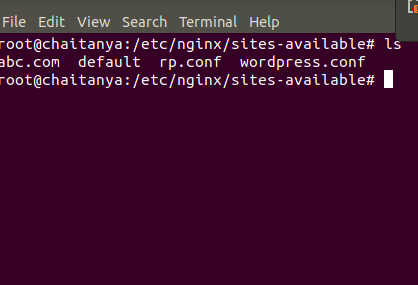 File Edit View Search Terminal Help
root@chaitanya:/etc/nginx/sites-available# ls
abc.com  default  rp.conf  wordpress.conf
root@chaitanya:/etc/nginx/sites-available#